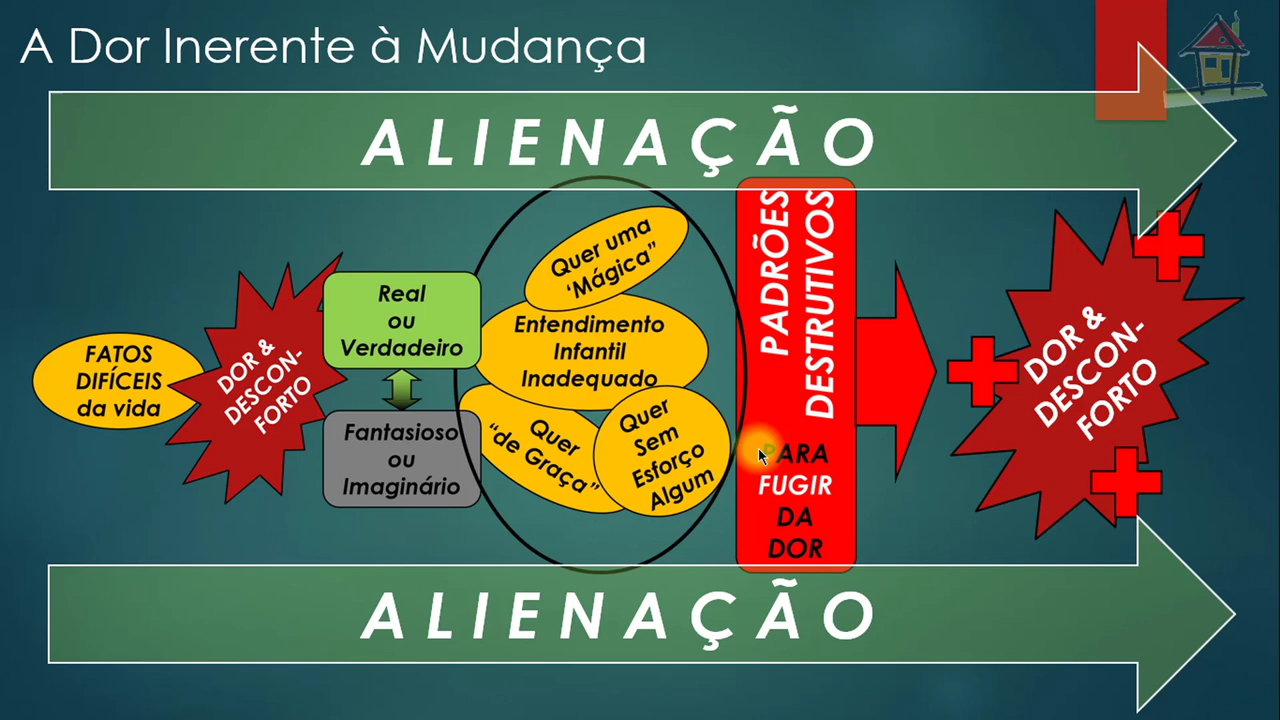 A Dor Inerente à Mudança
ALIENAÇÃO
FATOS
DIFÍCEIS
da vida
DOR &
DESCON-
FORTO
Real
ou
Verdadeiro
Fantasioso
ou
Imaginário
Quer uma
‘Mágica”
Entendimento
Infantil
Inadequado
Quer
“de Graça”
Quer
Sem
Esforço
Algum
PADRÕES
DESTRUTIVOS
PARA
FUGIR
DA
DOR
DOR &
DESCON-
FORTO
ALIENAÇÃO